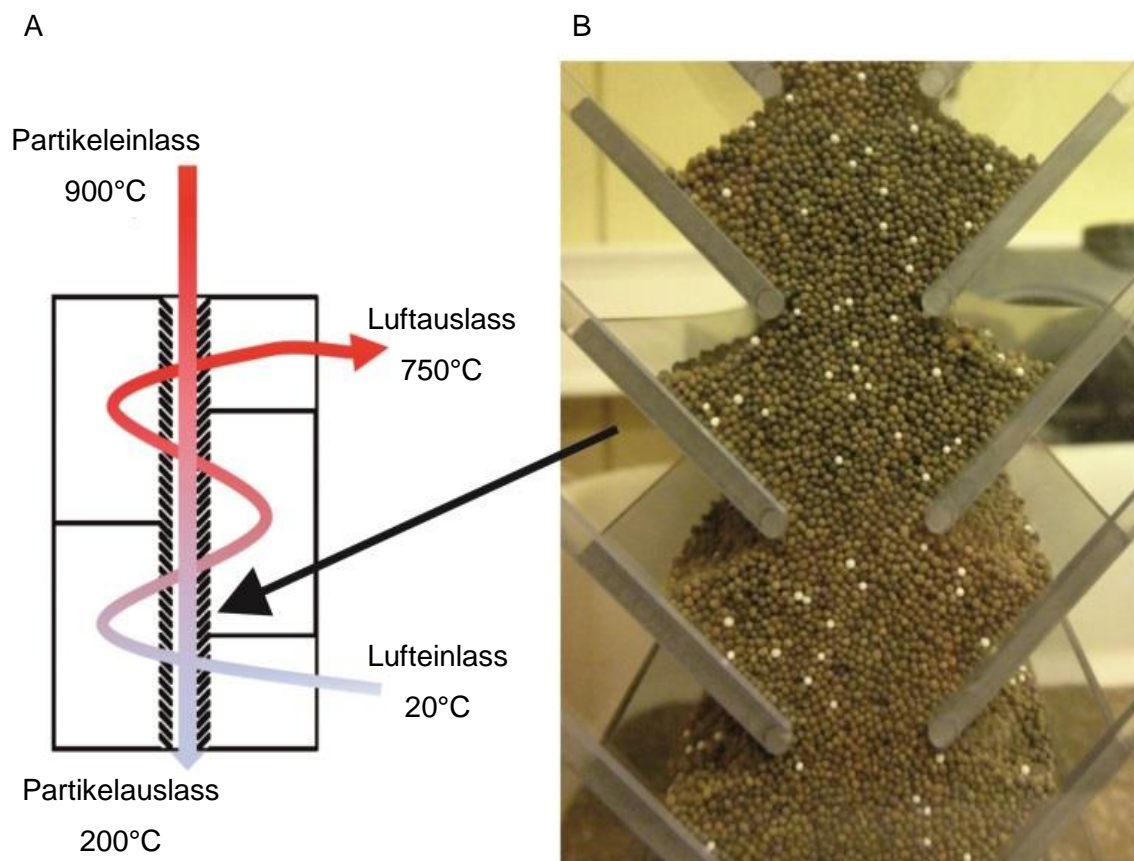 A
B
Partikeleinlass
900°C
Luftauslass
750°C
Lufteinlass
20°C
Partikelauslass
200°C